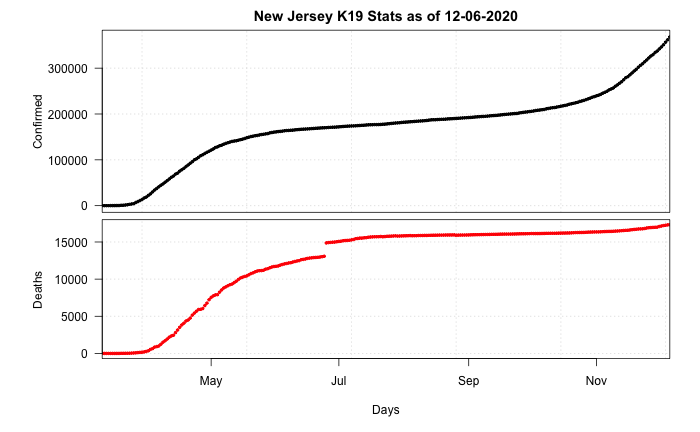 New Jersey K19 Stats as of 12-06-2020
Confirmed
300000
200000
100000
0
Deaths
15000
10000
5000
0
May Jul Sep Nov
Days